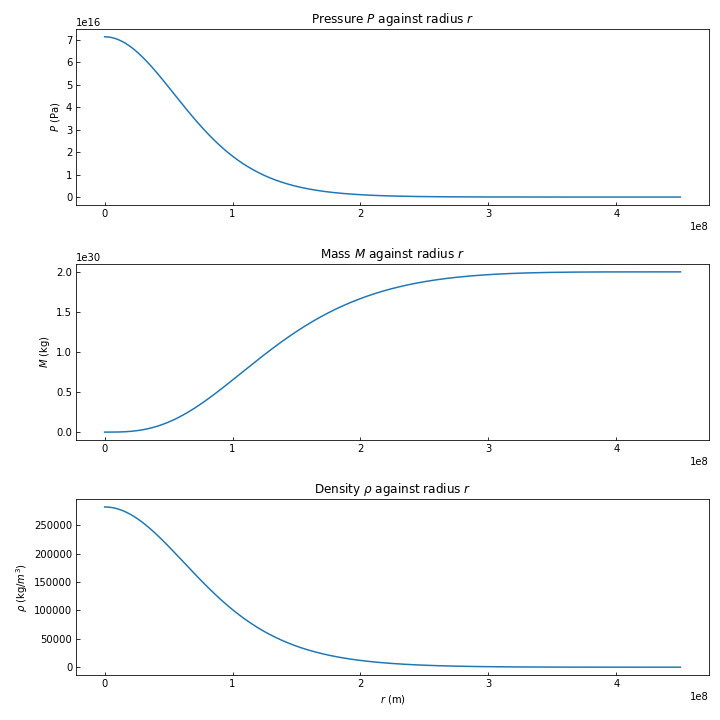 Pressure P against radius r
1e16
7
6
5
4
3
2
1
0
P (Pa)
0 1 2 3 4
1e8
Mass M against radius r
1e30
2.0
1.5
1.0
0.5
0.0
M (kg)
0 1 2 3 4
1e8
Density ρ against radius r
250000
200000
150000
100000
50000
0
ρ (kg/m³)
0 1 2 3 4
1e8
r (m)